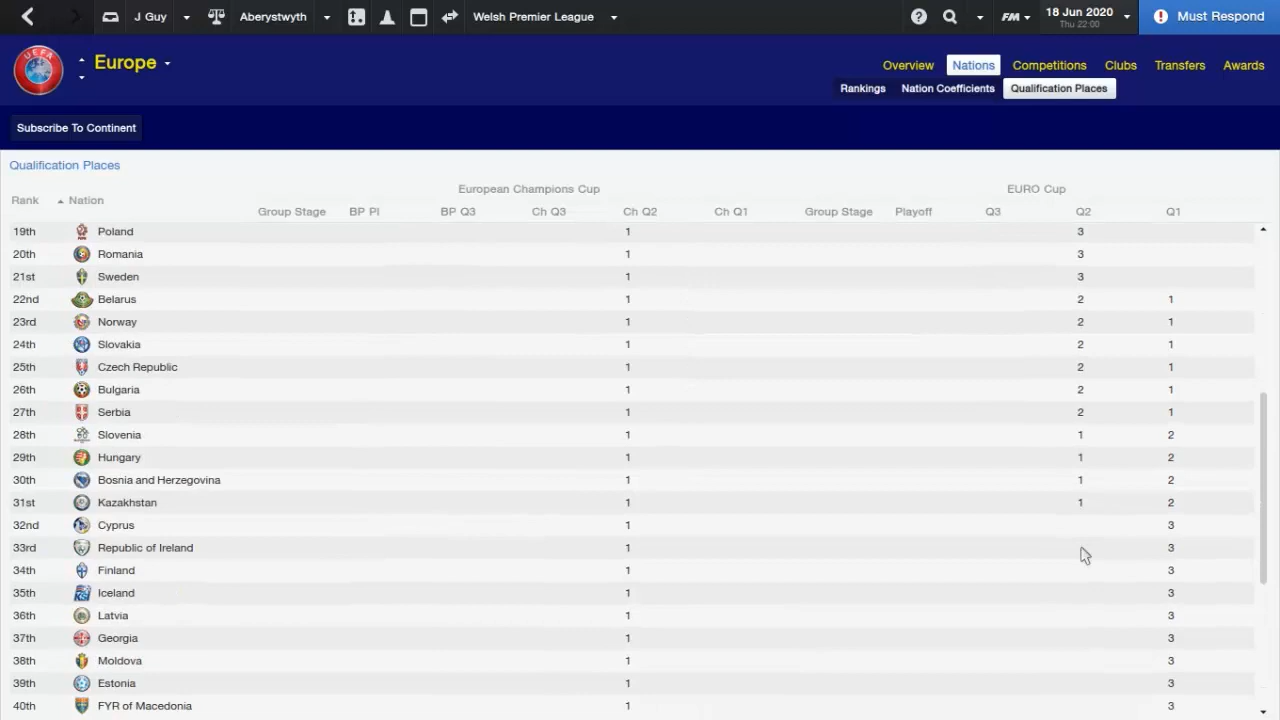 J Guy Aberystwyth Welsh Premier League ? FM 18 Jun 2020 Thu 22:00 ! Must Respond
UEFA Europe
Overview Nations Competitions Clubs Transfers Awards
Rankings Nation Coefficients Qualification Places
Subscribe To Continent
Qualification Places
European Champions Cup EURO Cup
Rank Nation
Group Stage BP Pl BP Q3 Ch Q3 Ch Q2 Ch Q1 Group Stage Playoff Q3 Q2 Q1
19th Poland 1 3
20th Romania 1 3
21st Sweden 1 3
22nd Belarus 1 2 1
23rd Norway 1 2 1
24th Slovakia 1 2 1
25th Czech Republic 1 2 1
26th Bulgaria 1 2 1
27th Serbia 1 2 1
28th Slovenia 1 1 2
29th Hungary 1 1 2
30th Bosnia and Herzegovina 1 1 2
31st Kazakhstan 1 1 2
32nd Cyprus 1 3
33rd Republic of Ireland 1 3
34th Finland 1 3
35th Iceland 1 3
36th Latvia 1 3
37th Georgia 1 3
38th Moldova 1 3
39th Estonia 1 3
40th FYR of Macedonia 1 3